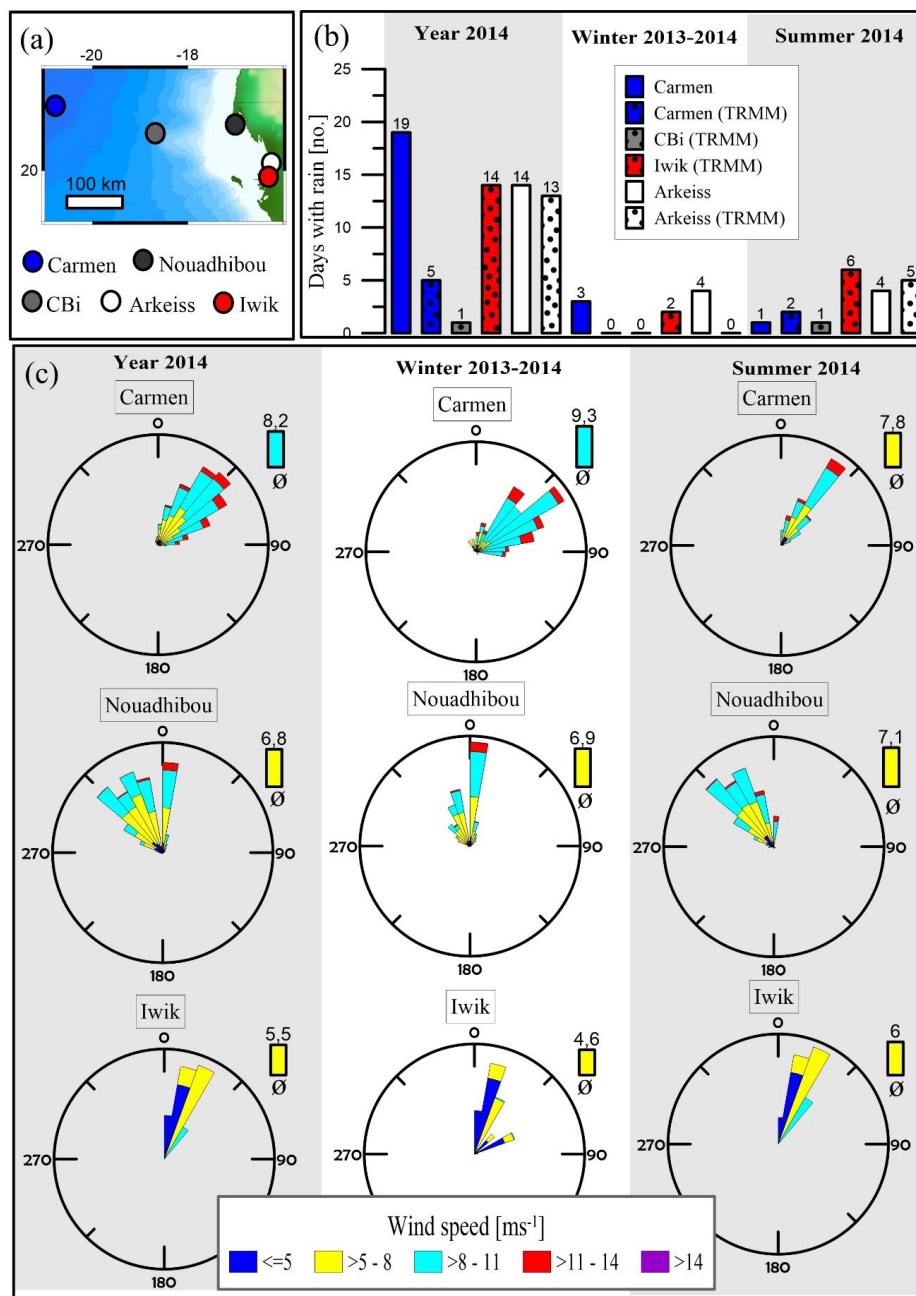 (a)
-20 -18
20
100 km
Carmen Nouadhibou
CBi Arkeiss Iwik
(b)
Year 2014 Winter 2013-2014 Summer 2014
Days with rain [no.]
25
20
15
10
5
0
19 5 1 14 14 13
3 0 0 2 4 0
1 2 1 6 4 5
Carmen
Carmen (TRMM)
CBi (TRMM)
Iwik (TRMM)
Arkeiss
Arkeiss (TRMM)
(c)
Year 2014 Winter 2013-2014 Summer 2014
Carmen Carmen Carmen
0 8,2 0 9,3 0 7,8
Ø Ø Ø
270 90 270 90 270 90
180 180 180
Nouadhibou Nouadhibou Nouadhibou
0 6,8 0 6,9 0 7,1
Ø Ø Ø
270 90 270 90 270 90
180 180 180
Iwik Iwik Iwik
0 5,5 0 4,6 0 6
Ø Ø Ø
270 90 270 90 270 90
Wind speed [ms-1]
<=5 >5 - 8 >8 - 11 >11 - 14 >14
180 180